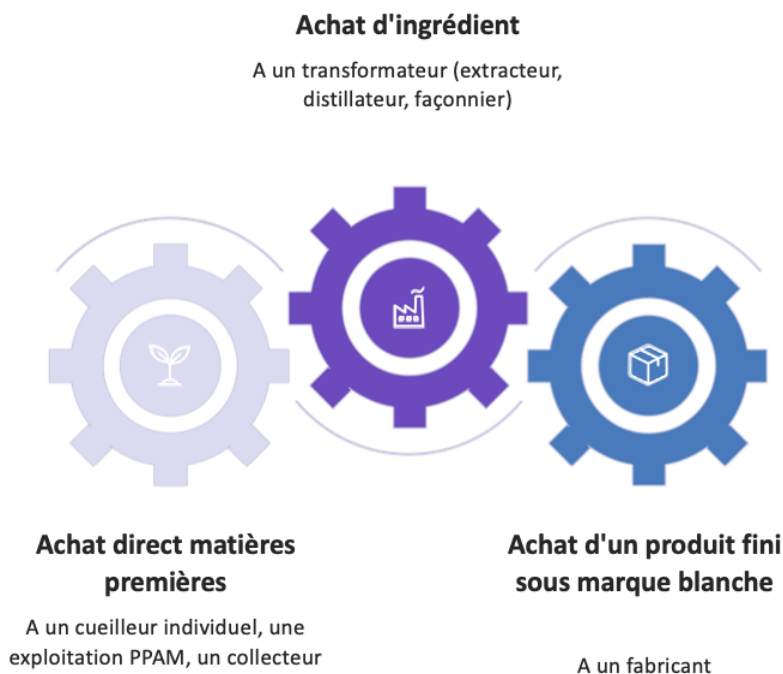 Achat d'ingrédient
A un transformateur (extracteur,
distillateur, façonnier)
Achat direct matières
premières
A un cueilleur individuel, une
exploitation PPAM, un collecteur
Achat d'un produit fini
sous marque blanche
A un fabricant